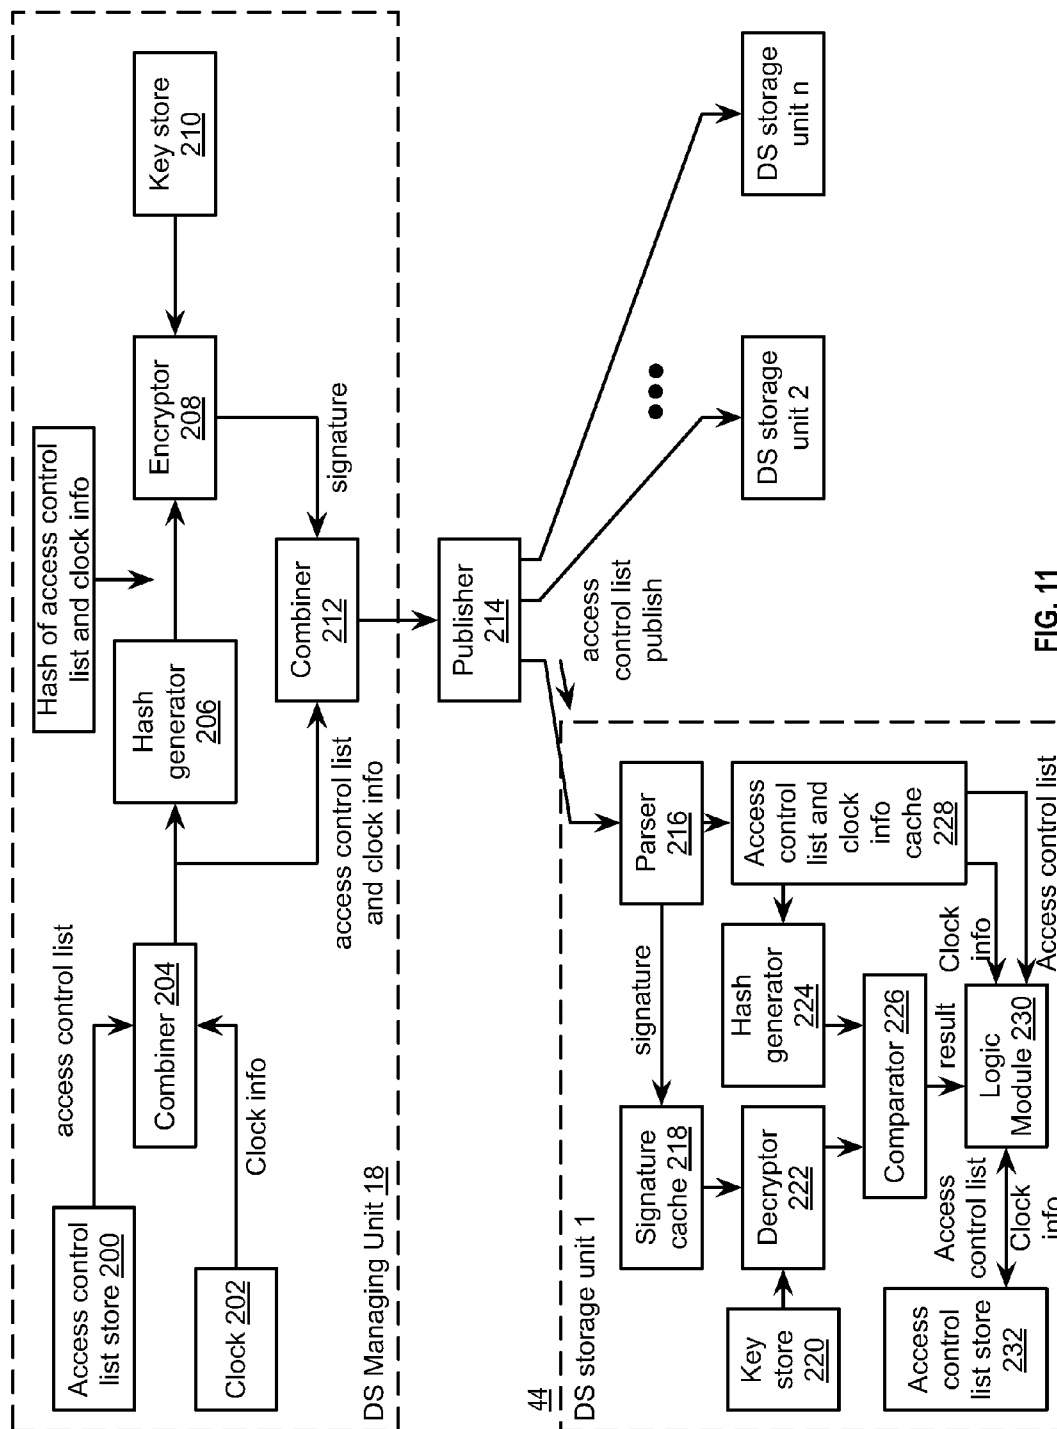 Access control
list store 200
Clock 202
access control list
Clock info
Combiner 204
Hash
generator
206
Hash of access control
list and clock info
Encryptor
208
Key store
210
signature
Combiner
212
access control list
and clock info
DS Managing Unit 18
Publisher
214
access
control list
publish
DS storage
unit 2
DS storage
unit n
44
DS storage unit 1
Parser
216
signature
Signature
cache 218
Key
store
220
Decryptor
222
Hash
generator
224
Access
control
list and
clock
info
cache
228
Comparator 226
result
Clock
info
Access control list
Logic
Module 230
Access
control list
Clock
info
Access
control
list store
232
FIG. 11